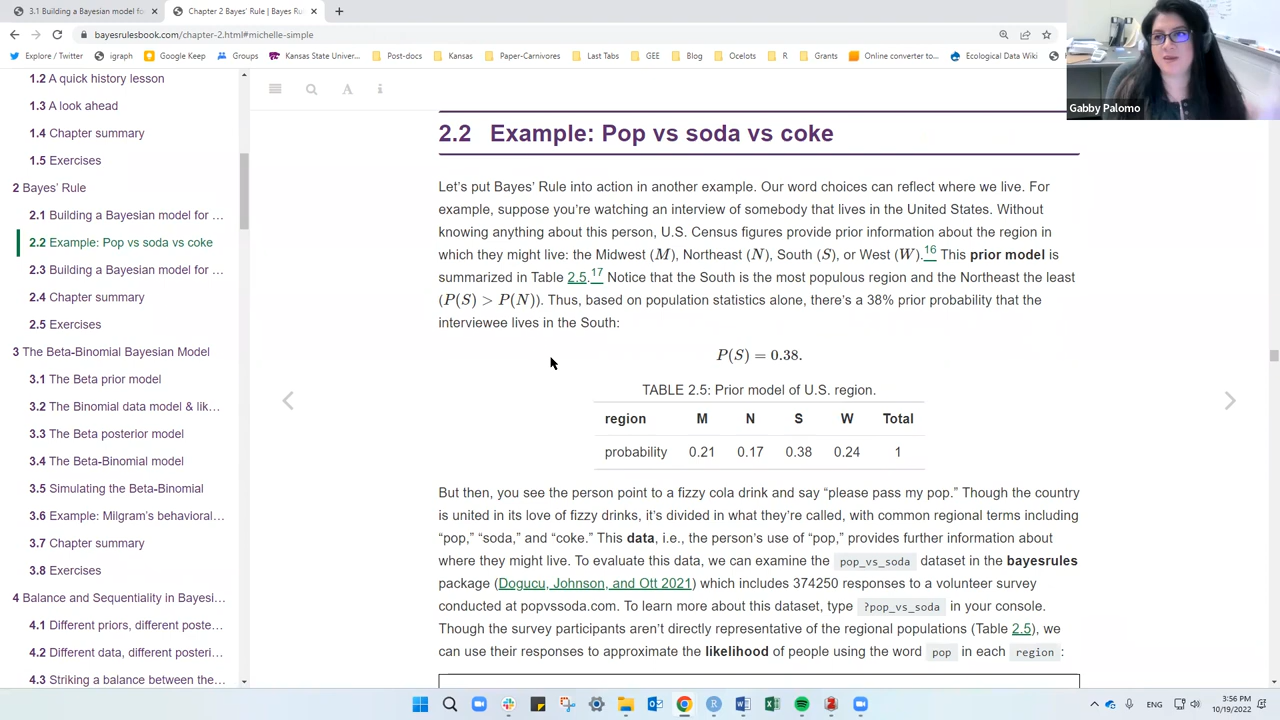 3.1 Building a Bayesian model fo
Chapter 2 Bayes' Rule | Bayes Ru
bayesrulesbook.com/chapter-2.html#michelle-simple
Explore / Twitter
igraph
Google Keep
Groups
Kansas State Univer...
Post-docs
Kansas
Paper-Carnivores
Last Tabs
GEE
Blog
Ocelots
R
Grants
Online converter to...
Ecological Data Wiki
Gabby Palomo
1.2 A quick history lesson
1.3 A look ahead
1.4 Chapter summary
1.5 Exercises
2 Bayes' Rule
2.1 Building a Bayesian model for ...
2.2 Example: Pop vs soda vs coke
2.3 Building a Bayesian model for ...
2.4 Chapter summary
2.5 Exercises
3 The Beta-Binomial Bayesian Model
3.1 The Beta prior model
3.2 The Binomial data model & lik...
3.3 The Beta posterior model
3.4 The Beta-Binomial model
3.5 Simulating the Beta-Binomial
3.6 Example: Milgram's behavioral...
3.7 Chapter summary
3.8 Exercises
4 Balance and Sequentiality in Bayesi...
4.1 Different priors, different poste...
4.2 Different data, different posteri...
4.3 Striking a balance between the...
2.2 Example: Pop vs soda vs coke
Let's put Bayes' Rule into action in another example. Our word choices can reflect where we live. For
example, suppose you're watching an interview of somebody that lives in the United States. Without
knowing anything about this person, U.S. Census figures provide prior information about the region in
which they might live: the Midwest (M), Northeast (N), South (S), or West (W).16 This prior model is
summarized in Table 2.5.17 Notice that the South is the most populous region and the Northeast the least
(P(S) > P(N)). Thus, based on population statistics alone, there's a 38% prior probability that the
interviewee lives in the South:
P(S) = 0.38.
TABLE 2.5: Prior model of U.S. region.
region M N S W Total
probability 0.21 0.17 0.38 0.24 1
But then, you see the person point to a fizzy cola drink and say “please pass my pop.” Though the country
is united in its love of fizzy drinks, it's divided in what they're called, with common regional terms including
“pop,” “soda,” and “coke.” This data, i.e., the person's use of “pop,” provides further information about
where they might live. To evaluate this data, we can examine the pop_vs_soda dataset in the bayesrules
package (Dogucu, Johnson, and Ott 2021) which includes 374250 responses to a volunteer survey
conducted at popvssoda.com. To learn more about this dataset, type ?pop_vs_soda in your console.
Though the survey participants aren't directly representative of the regional populations (Table 2.5), we
can use their responses to approximate the likelihood of people using the word pop in each region :
ENG
3:56 PM
10/19/2022